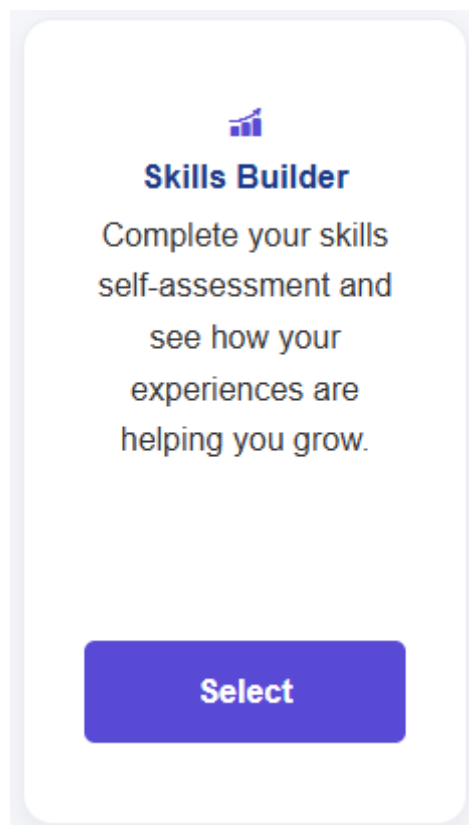 Skills Builder
Complete your skills
self-assessment and
see how your
experiences are
helping you grow.
Select